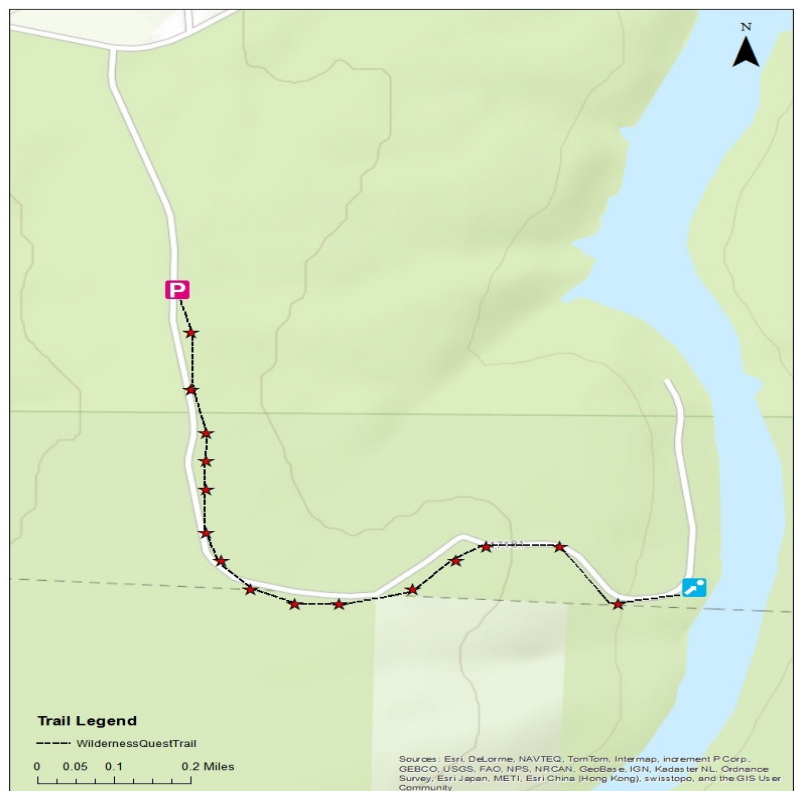 N
P
Trail Legend
WildernessQuestTrail
0 0.05 0.1 0.2 Miles
Sources: Esri, DeLorme, NAVTEQ, TomTom, Intermap, increment P Corp.,
GEBCO, USGS, FAO, NPS, NRCAN, GeoBase, IGN, Kadaster NL, Ordnance
Survey, Esri Japan, METI, Esri China (Hong Kong), swisstopo, and the GIS User
Community